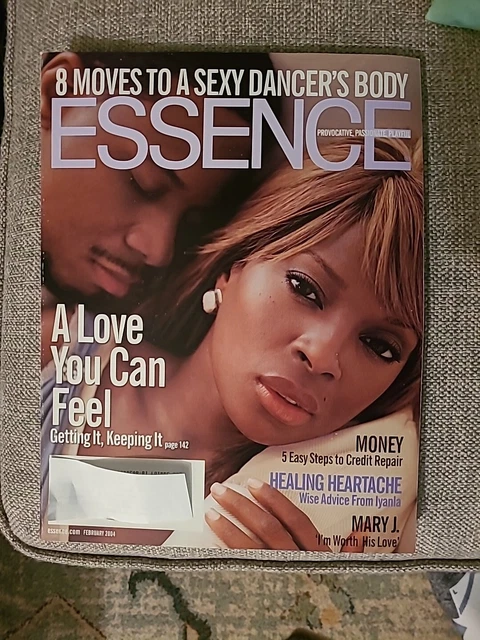 8 MOVES TO A SEXY DANCER'S BODY
ESSENCE
PROVOCATIVE, PASSIONATE, PLAYFUL
A Love
You Can
Feel
Getting It, Keeping It page 142
MONEY
5 Easy Steps to Credit Repair
HEALING HEARTACHE
Wise Advice From Iyanla
MARY J.
'I'm Worth His Love'
essence.com FEBRUARY 2004